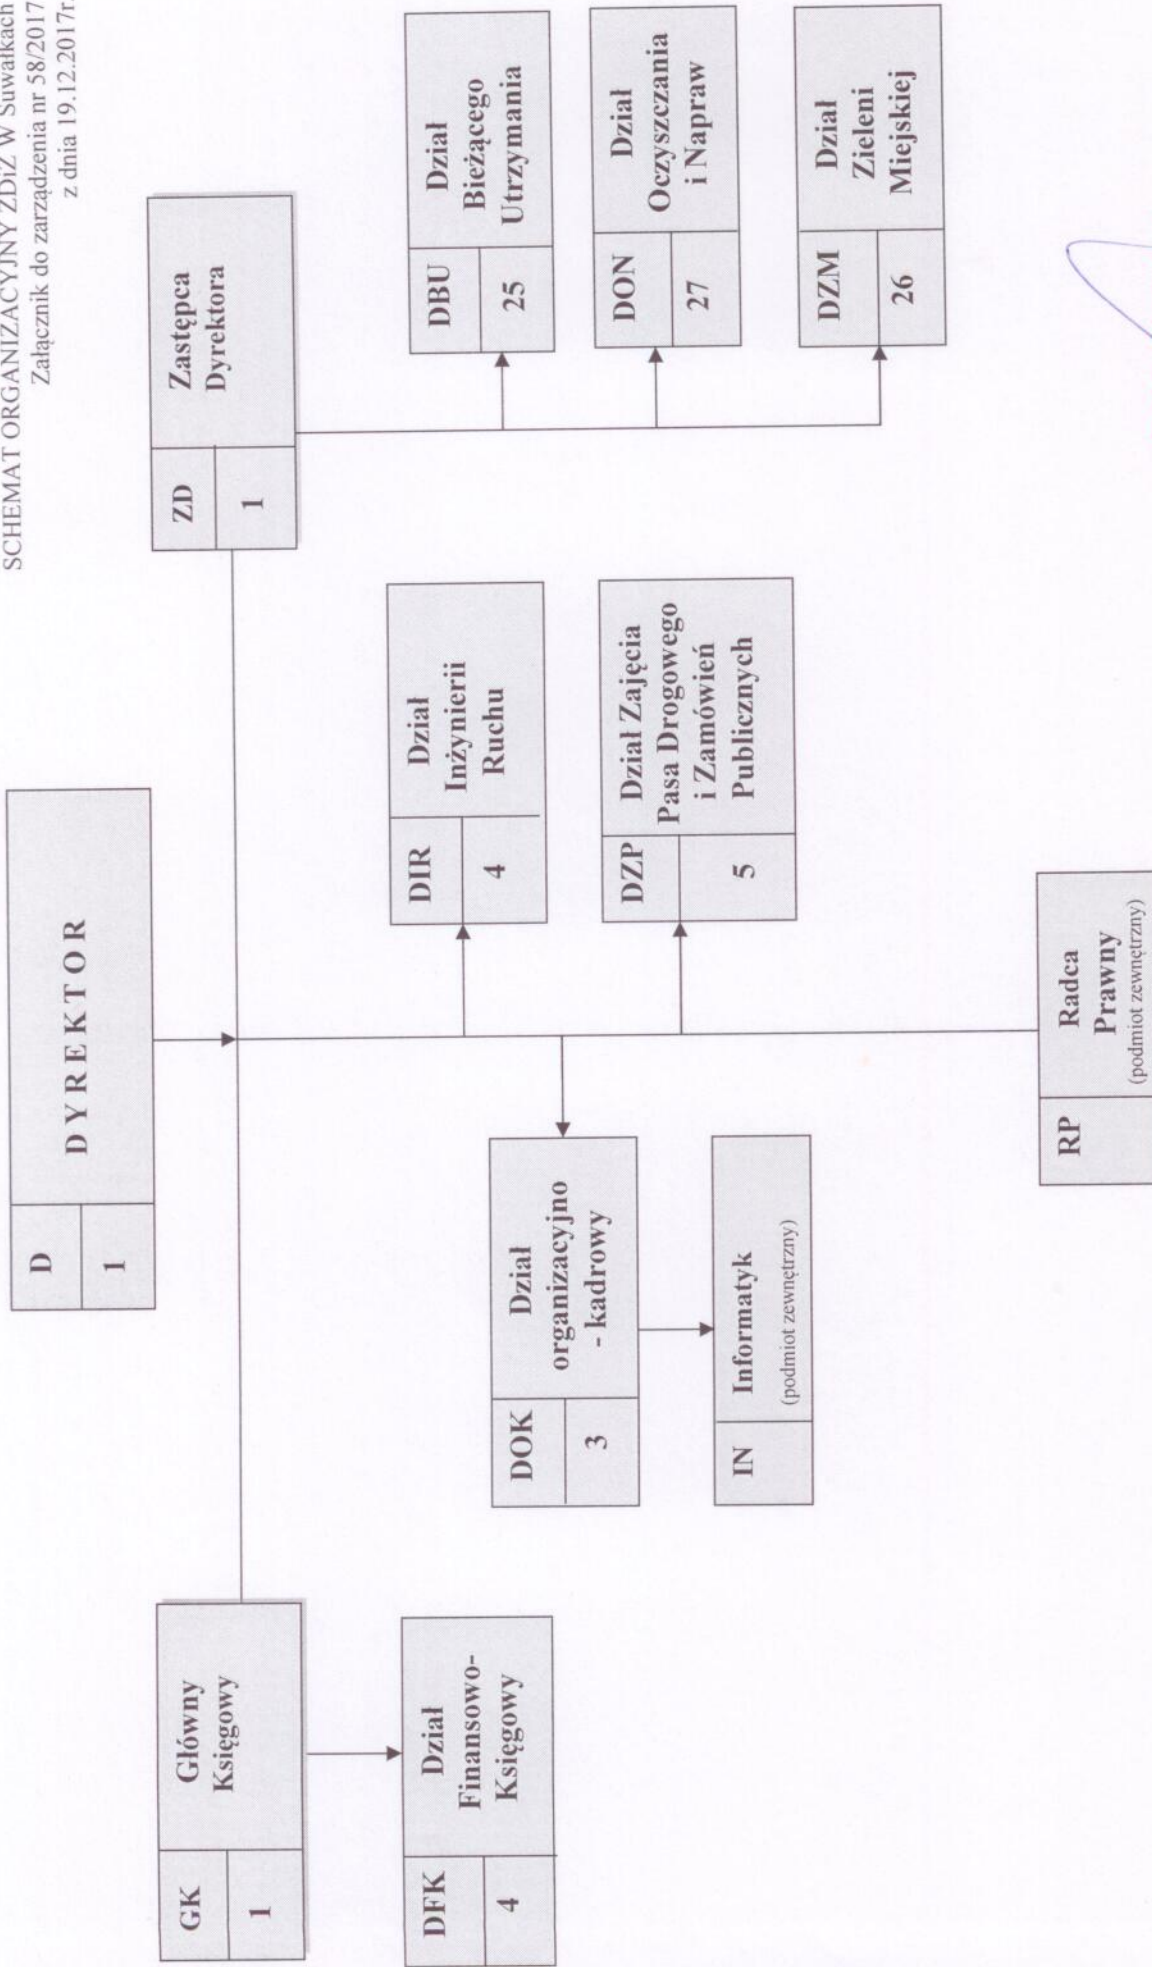 SCHEMAT ORGANIZACYJNY ZDiZ W Suwałkach
Załącznik do zarządzenia nr 58/2017
z dnia 19.12.2017r.
D
1
DYREKTOR
GK
1
Główny
Księgowy
ZD
1
Zastępca
Dyrektora
DFK
4
Dział
Finansowo-
Księgowy
DOK
3
Dział
organizacyjno
- kadrowy
IN
Informatyk
(podmiot zewnętrzny)
DIR
4
Dział
Inżynierii
Ruchu
DZP
5
Dział Zajęcia
Pasa Drogowego
i Zamówień
Publicznych
DBU
25
Dział
Bieżącego
Utrzymania
DON
27
Dział
Oczyszczania
i Napraw
DZM
26
Dział
Zieleni
Miejskiej
RP
Radca
Prawny
(podmiot zewnętrzny)